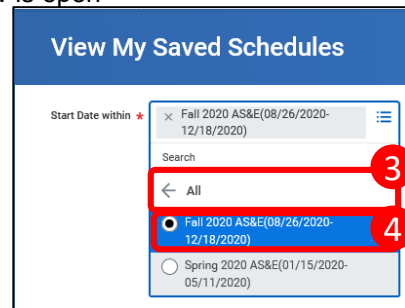 is open
View My Saved Schedules
Start Date within *
× Fall 2020 AS&E(08/26/2020-
12/18/2020)
Search
3
← All
Fall 2020 AS&E(08/26/2020-
12/18/2020)
4
Spring 2020 AS&E(01/15/2020-
05/11/2020)